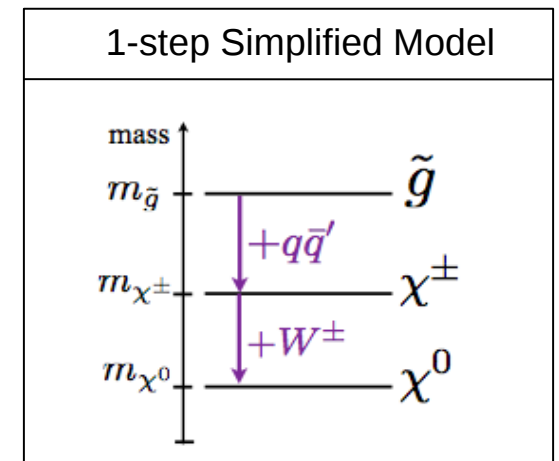 1-step Simplified Model
mass
m_g̃ g̃
+qq̄′
m_χ± χ±
+W±
m_χ⁰ χ⁰